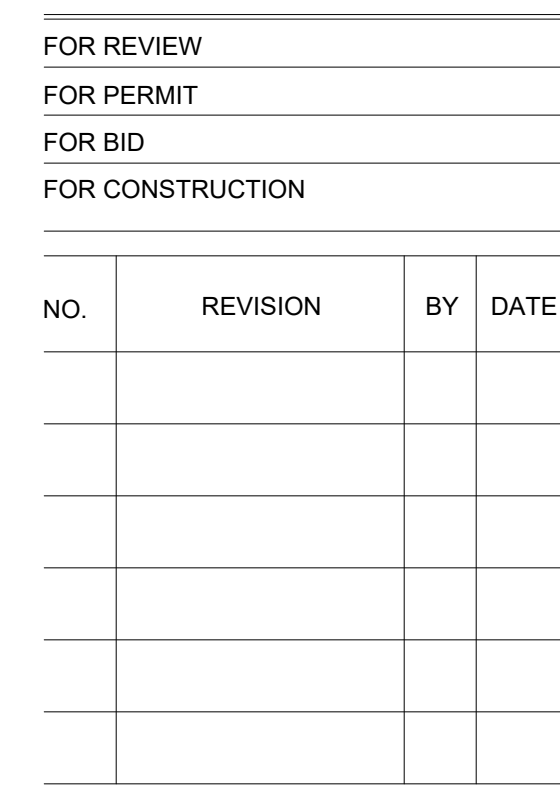 FOR REVIEW
FOR PERMIT
FOR BID
FOR CONSTRUCTION
NO. REVISION BY DATE